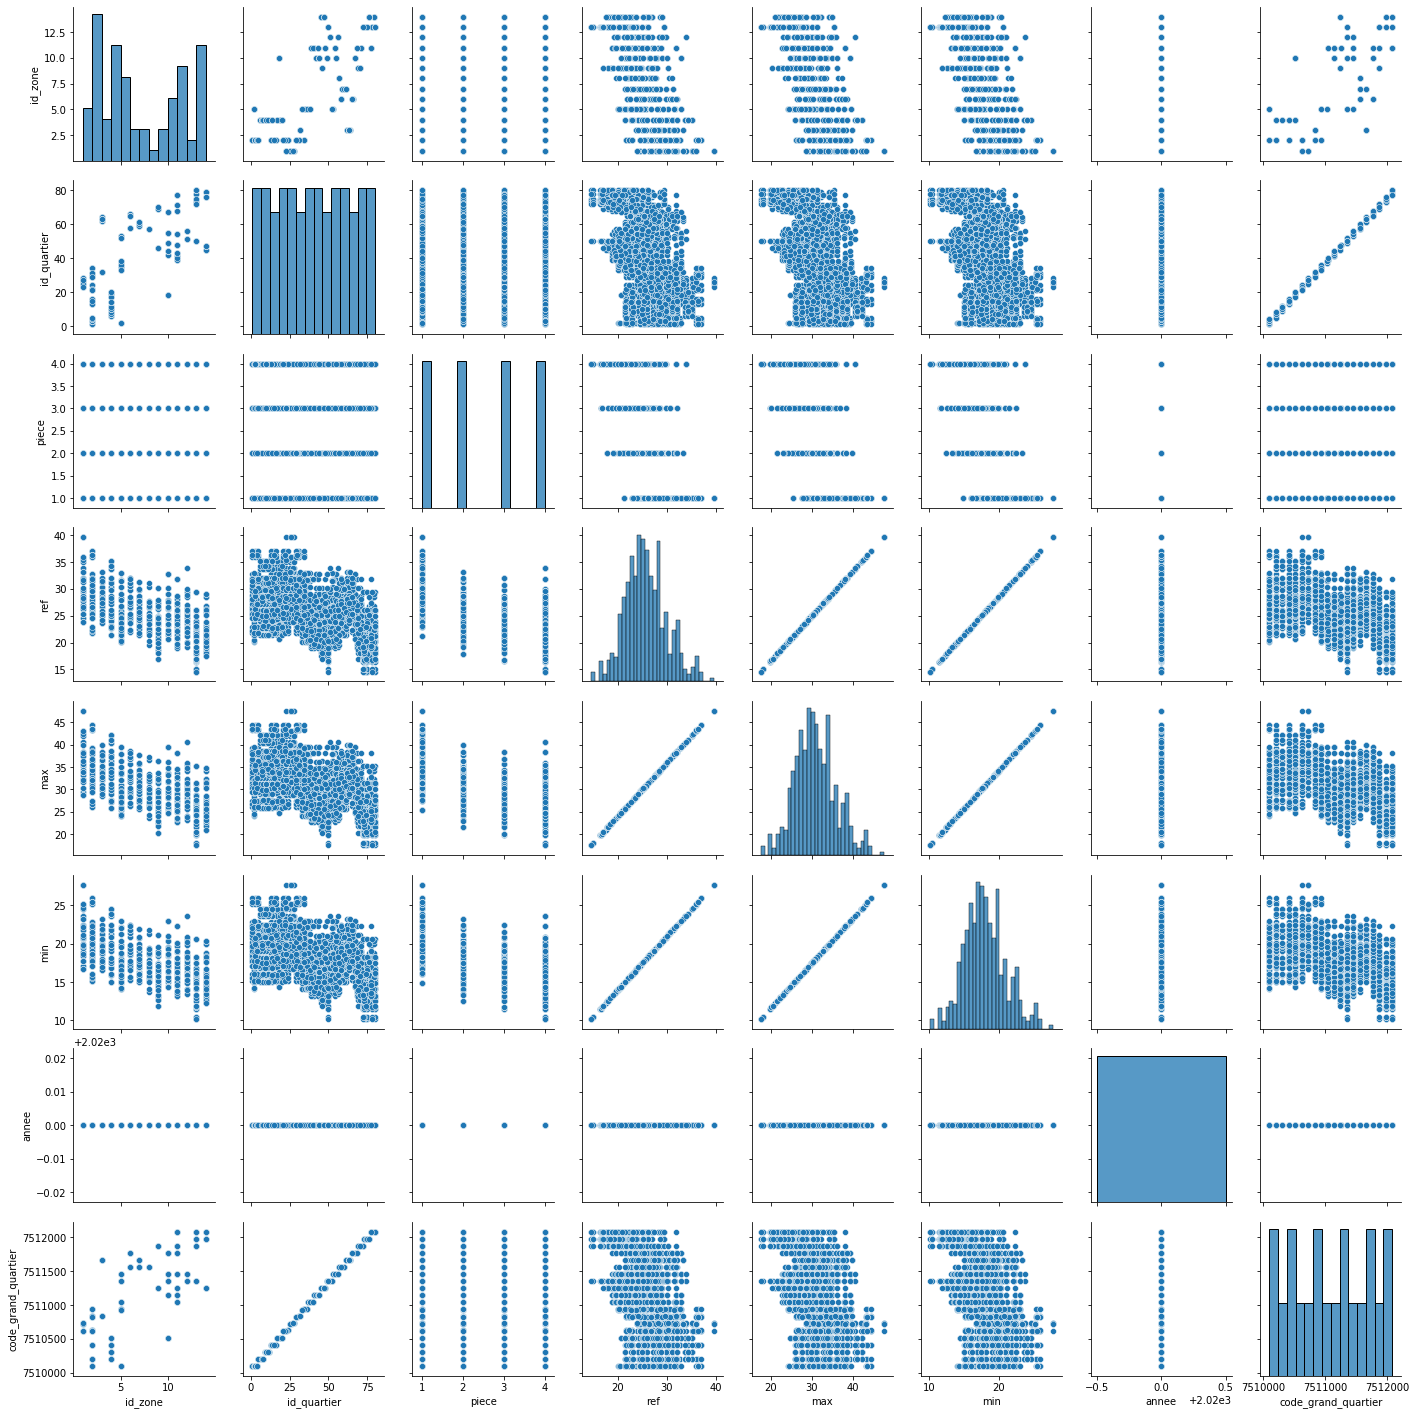 12.5
10.0
7.5
5.0
2.5
id_zone
80
60
40
20
0
id_quartier
4.0
3.5
3.0
2.5
2.0
1.5
1.0
piece
40
35
30
25
20
15
ref
45
40
35
30
25
20
max
25
20
15
10
min
+2.02e3
0.02
0.01
0.00
−0.01
−0.02
annee
7512000
7511500
7511000
7510500
7510000
code_grand_quartier
5 10
id_zone
0 25 50 75
id_quartier
1 2 3 4
piece
20 30 40
ref
20 30 40
max
10 20
min
−0.5 0.0 0.5
+2.02e3
annee
7510000 7511000 7512000
code_grand_quartier